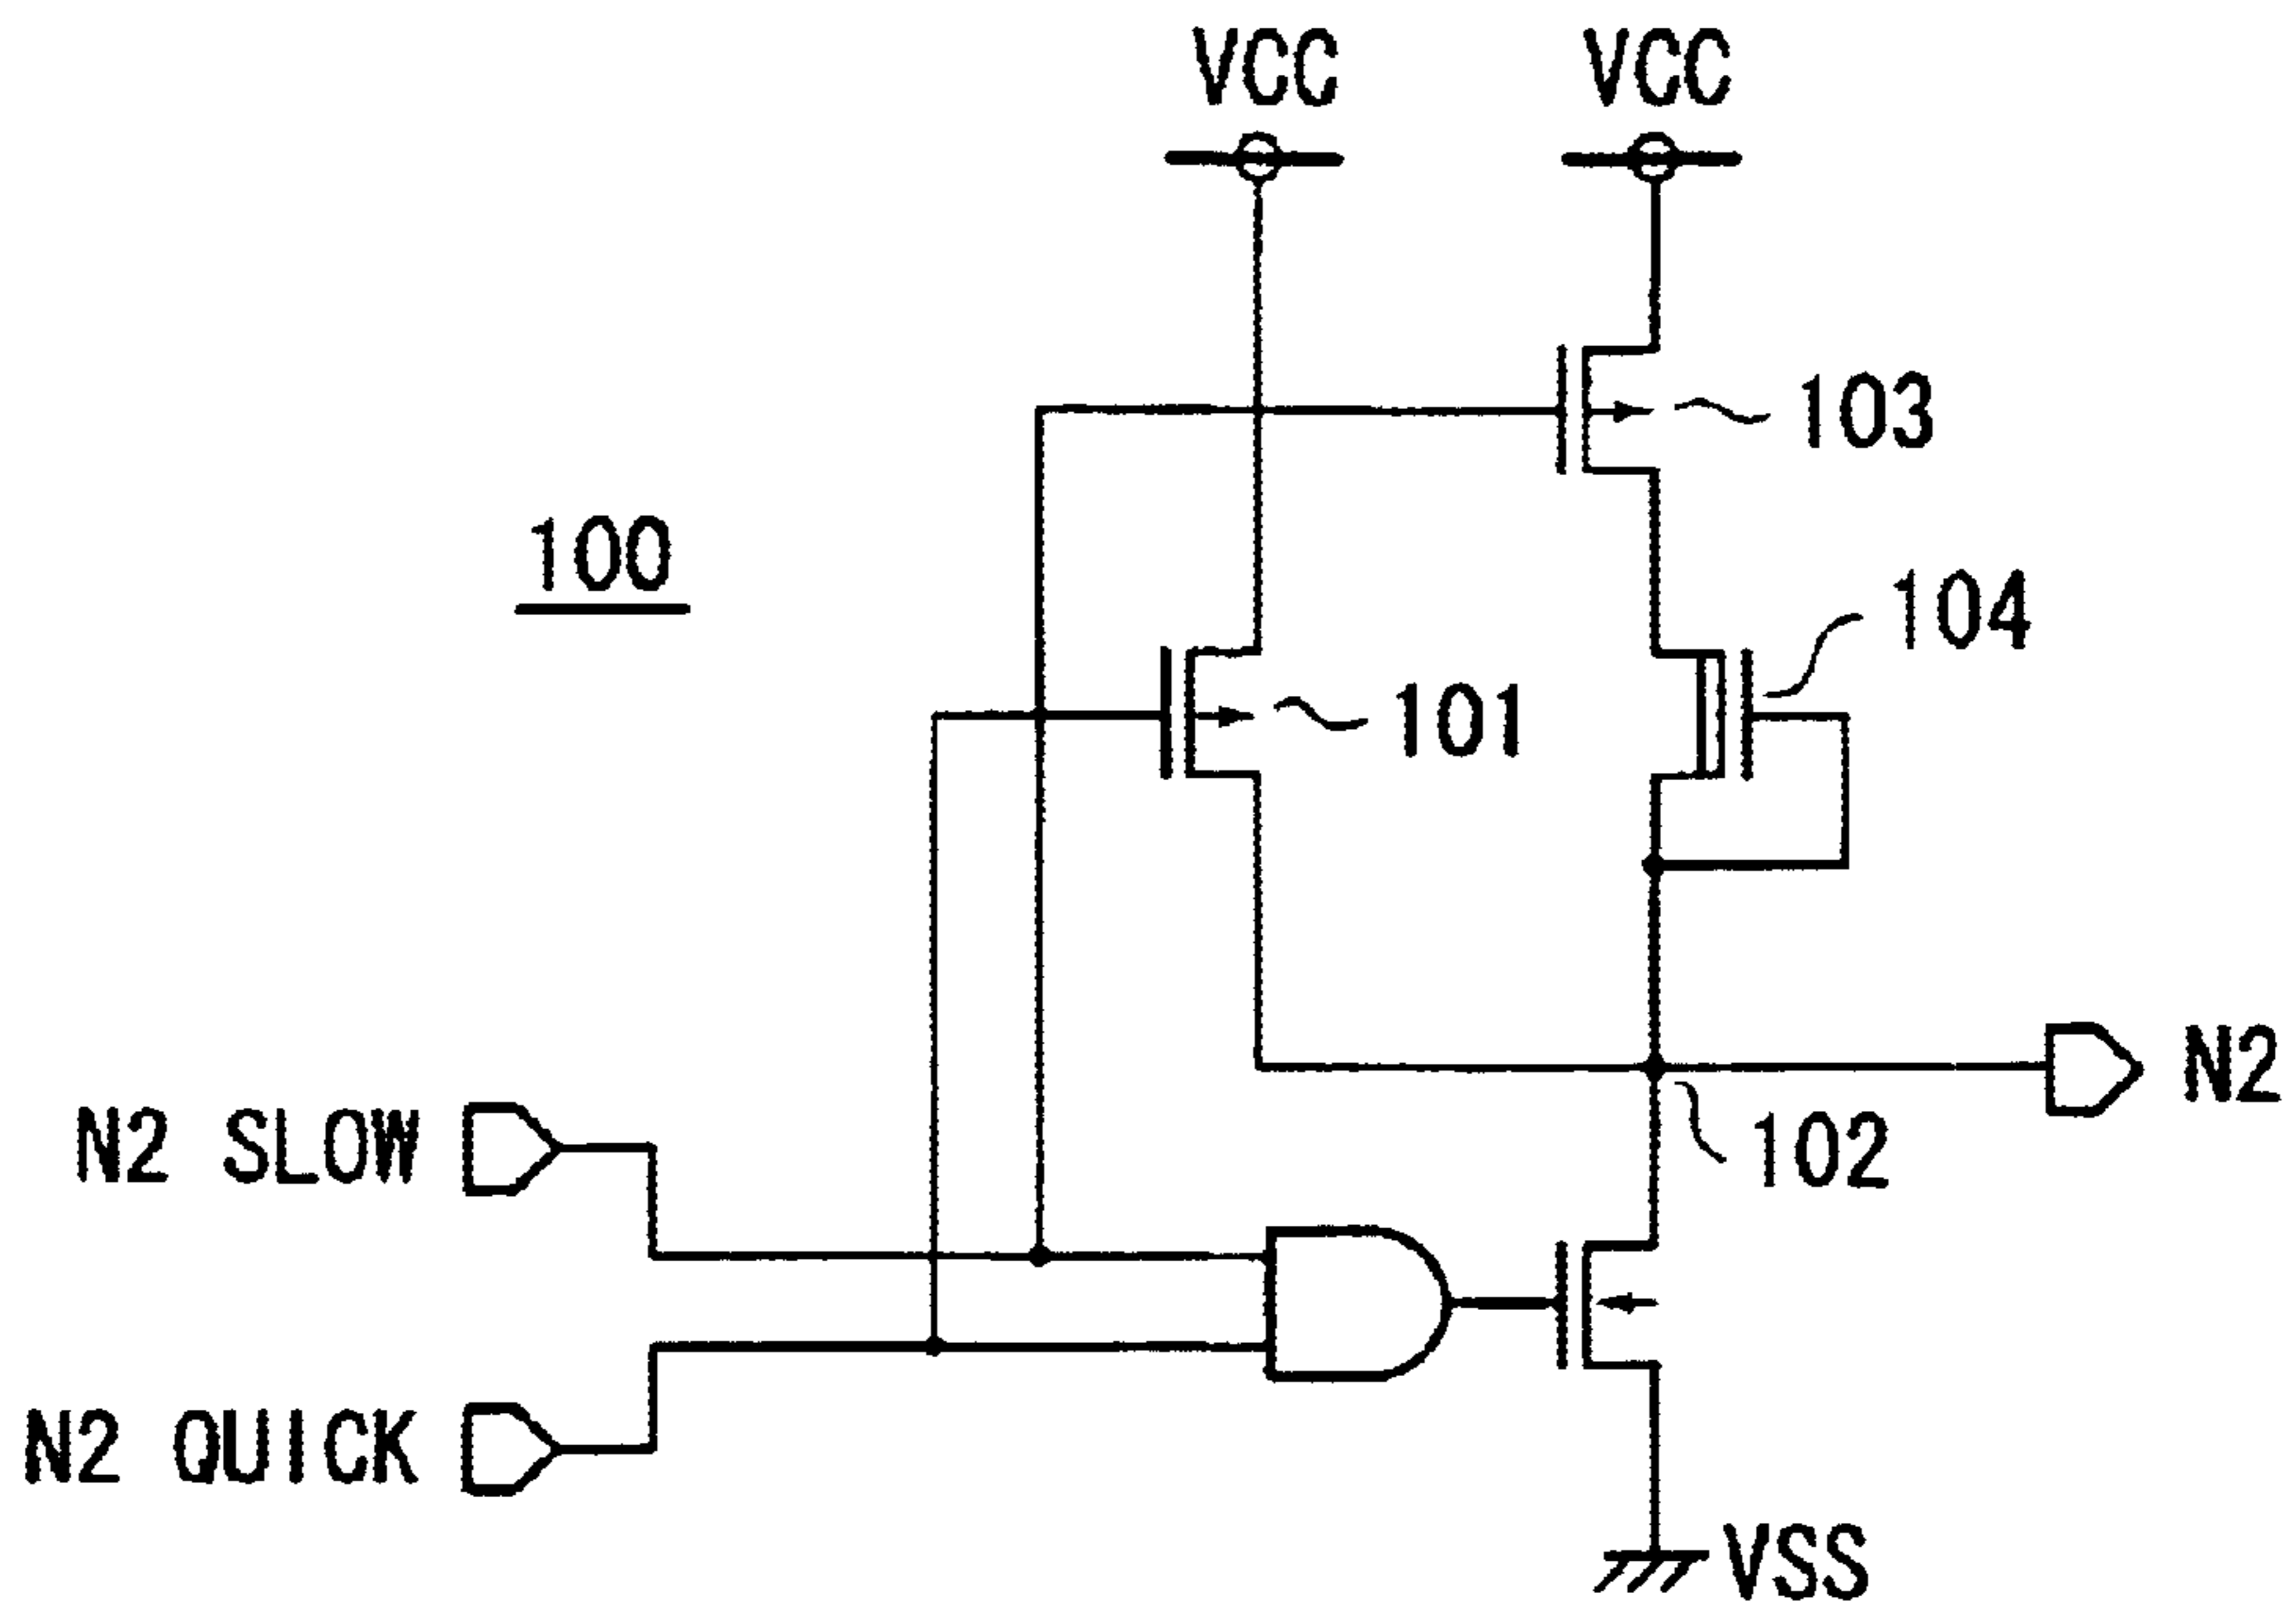 VCC VCC
103
100
104
101
N2
N2 SLOW
102
N2 QUICK
VSS